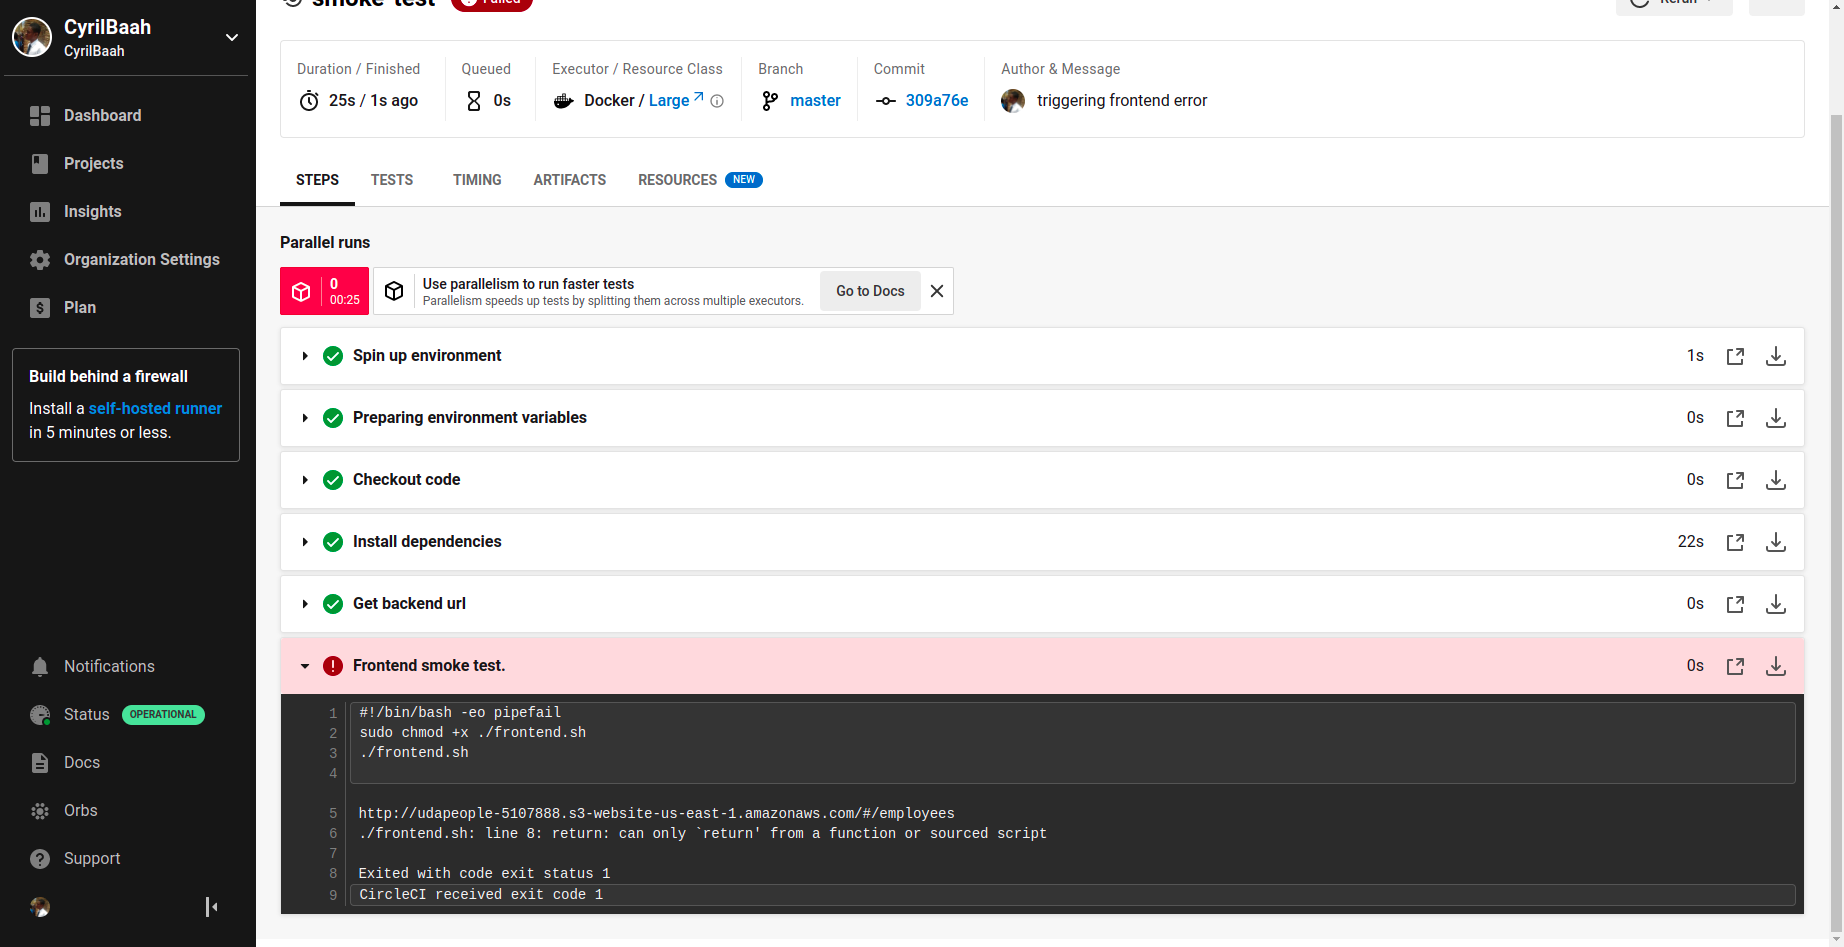 CyrilBaah
CyrilBaah
Dashboard
Projects
Insights
Organization Settings
Plan
Build behind a firewall
Install a self-hosted runner
in 5 minutes or less.
Notifications
Status OPERATIONAL
Docs
Orbs
Support
smoke test Failed
Rerun
Duration / Finished
25s / 1s ago
Queued
0s
Executor / Resource Class
Docker / Large
Branch
master
Commit
309a76e
Author & Message
triggering frontend error
STEPS TESTS TIMING ARTIFACTS RESOURCES NEW
Parallel runs
0
00:25
Use parallelism to run faster tests
Parallelism speeds up tests by splitting them across multiple executors.
Go to Docs
Spin up environment 1s
Preparing environment variables 0s
Checkout code 0s
Install dependencies 22s
Get backend url 0s
Frontend smoke test. 0s
1 #!/bin/bash -eo pipefail
2 sudo chmod +x ./frontend.sh
3 ./frontend.sh
4
5 http://udapeople-5107888.s3-website-us-east-1.amazonaws.com/#/employees
6 ./frontend.sh: line 8: return: can only `return' from a function or sourced script
7
8 Exited with code exit status 1
9 CircleCI received exit code 1